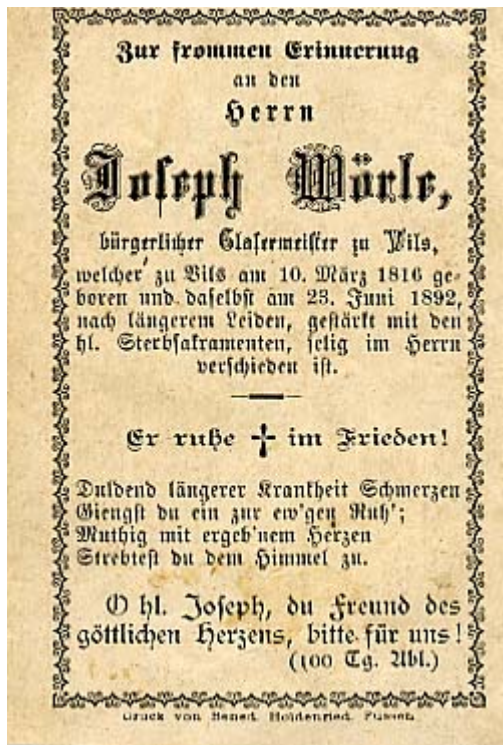 Zur frommen Erinnerung
an den
Herrn
Joseph Wörle,
bürgerlicher Glasermeister zu Vils,
welcher zu Vils am 10. März 1816 ge-
boren und daselbst am 23. Juni 1892,
nach längerem Leiden, gestärkt mit den
hl. Sterbsakramenten, selig im Herrn
verschieden ist.
Er ruhe ✝ im Frieden!
Duldend längerer Krankheit Schmerzen
Giengst du ein zur ew'gen Ruh';
Muthig mit ergeb'nem Herzen
Strebtest du dem Himmel zu.
O hl. Joseph, du Freund des
göttlichen Herzens, bitte für uns!
(100 Tg. Abl.)
Druck von Bened. Holdenried, Füssen.